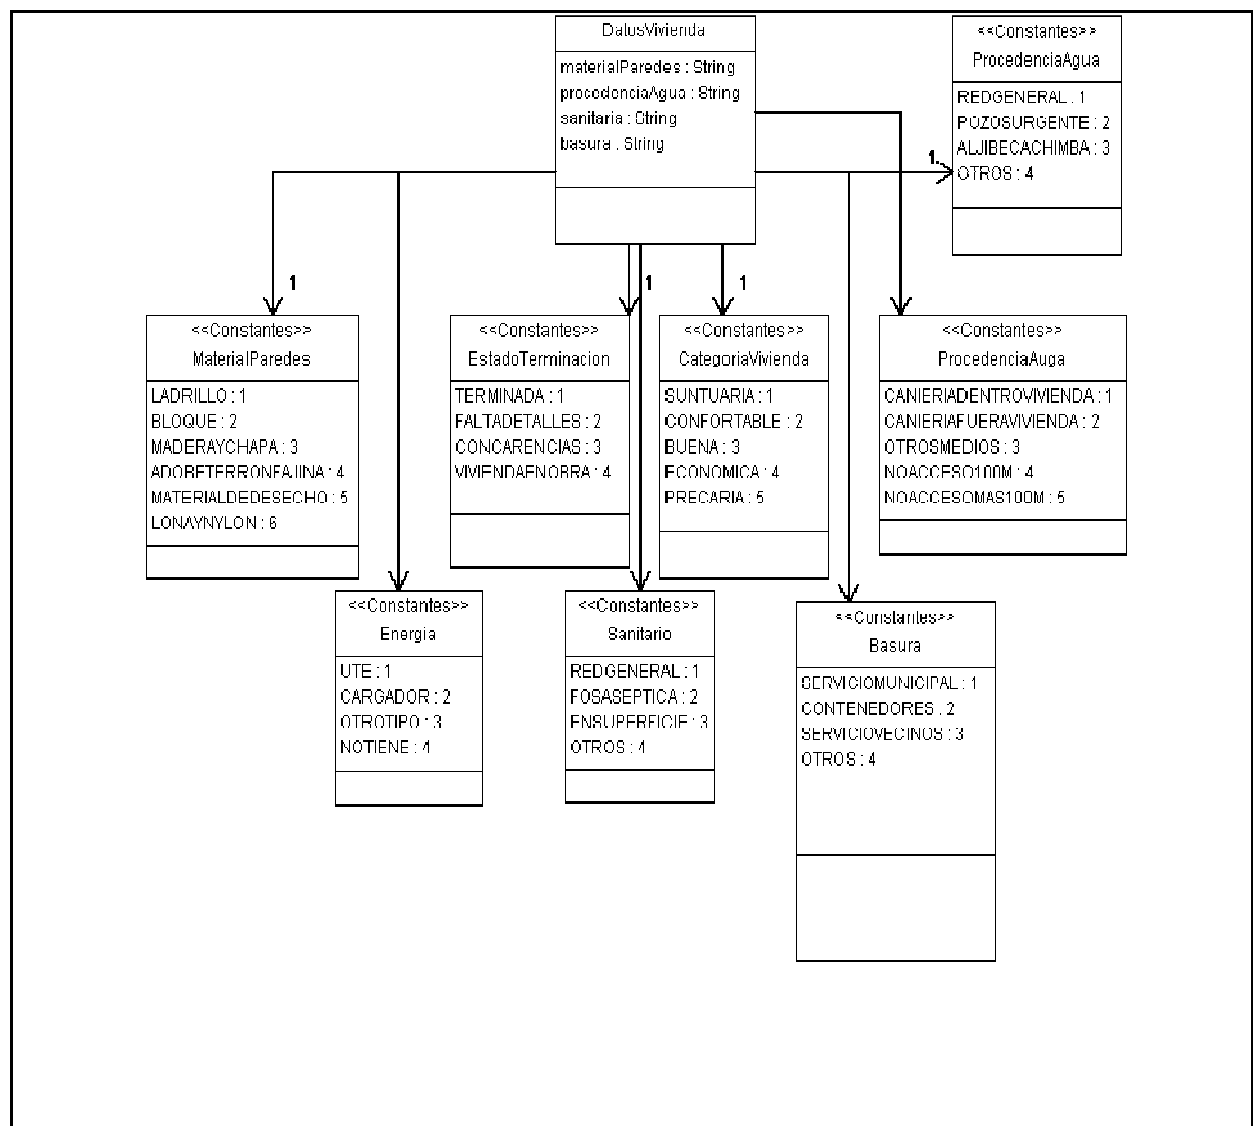 DatosVivienda
materialParedes : String
procedenciaAgua : String
sanitaria : String
basura : String
<<Constantes>>
ProcedenciaAgua
REDGENERAL : 1
POZOSURGENTE : 2
ALJIBECACHIMBA : 3
OTROS : 4
1
1
1
1
<<Constantes>>
MaterialParedes
LADRILLO : 1
BLOQUE : 2
MADERAYCHAPA : 3
ADOBETERRONFAJINA : 4
MATERIALDEDESECHO : 5
LONAYNYLON : 6
<<Constantes>>
EstadoTerminacion
TERMINADA : 1
FALTADETALLES : 2
CONCARENCIAS : 3
VIVIENDAENOBRA : 4
<<Constantes>>
CategoriaVivienda
SUNTUARIA : 1
CONFORTABLE : 2
BUENA : 3
ECONOMICA : 4
PRECARIA : 5
<<Constantes>>
ProcedenciaAuga
CANIERIADENTROVIVIENDA : 1
CANIERIAFUERAVIVIENDA : 2
OTROSMEDIOS : 3
NOACCESO100M : 4
NOACCESOMAS100M : 5
<<Constantes>>
Energia
UTE : 1
CARGADOR : 2
OTROTIPO : 3
NOTIENE : 4
<<Constantes>>
Sanitario
REDGENERAL : 1
FOSASEPTICA : 2
ENSUPERFICIE : 3
OTROS : 4
<<Constantes>>
Basura
SERVICIOMUNICIPAL : 1
CONTENEDORES : 2
SERVICIOVECINOS : 3
OTROS : 4